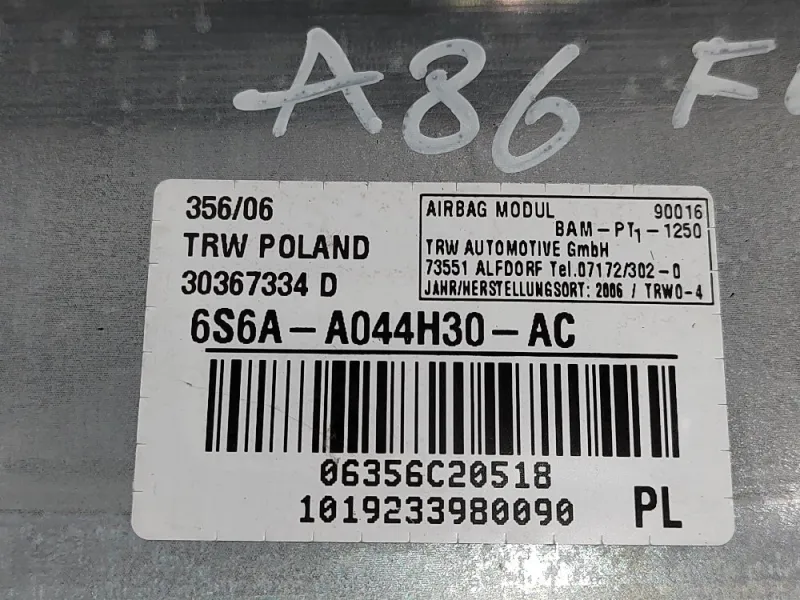 A86
356/06
TRW POLAND
30367334 D
AIRBAG MODUL 90016
BAM-PT1-1250
TRW AUTOMOTIVE GmbH
73551 ALFDORF Tel.07172/302-0
JAHR/HERSTELLUNGSORT: 2006 / TRWO-4
6S6A-A044H30-AC
06356C20518
1019233980090 PL